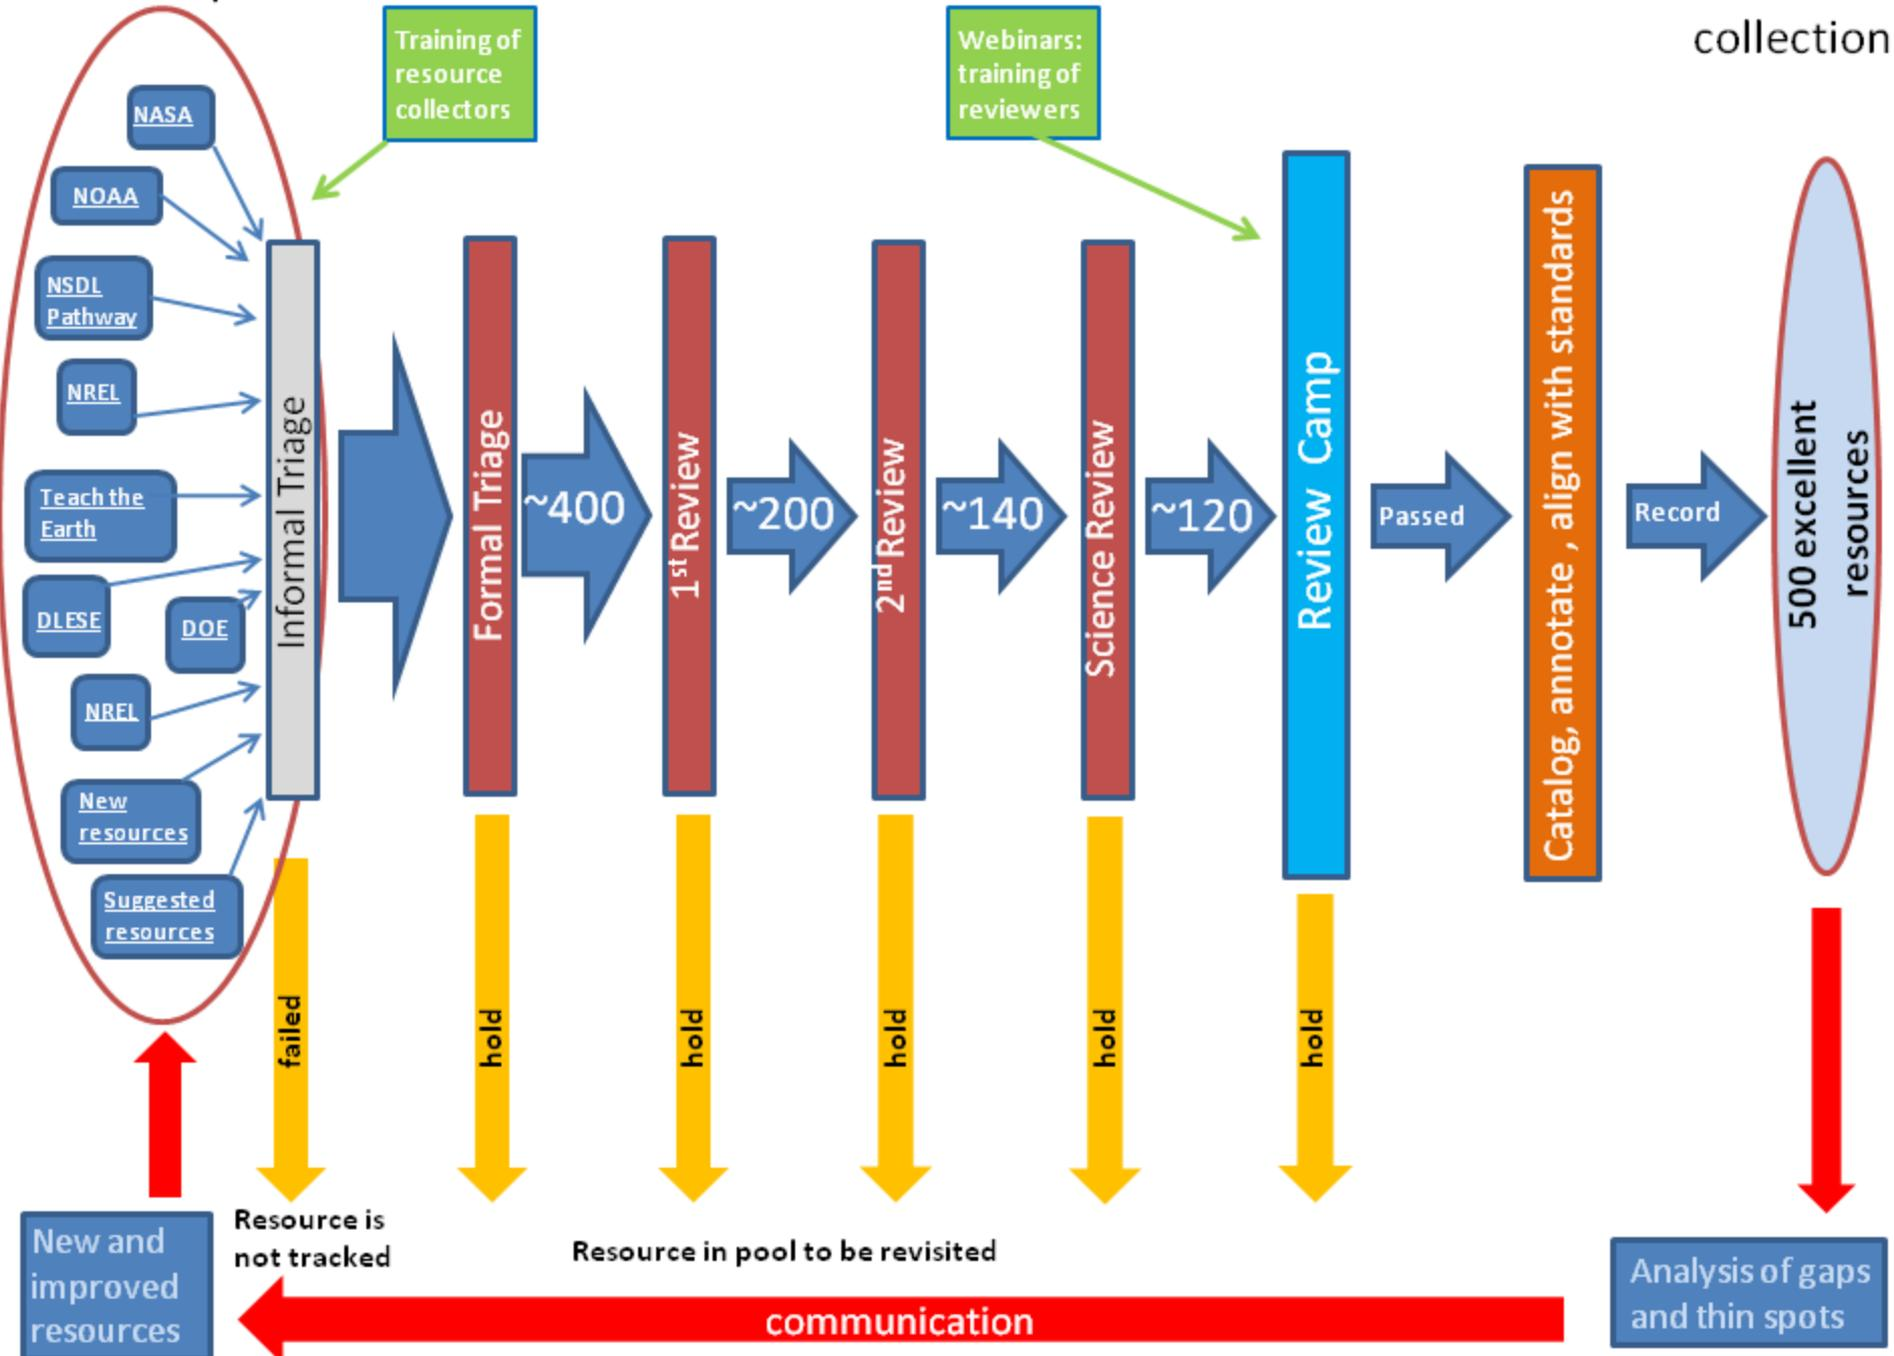 collection
Training of
resource
collectors
Webinars:
training of
reviewers
NASA
NOAA
NSDL
Pathway
NREL
Teach the
Earth
DLESE
DOE
NREL
New
resources
Suggested
resources
Informal Triage
Formal Triage
~400
1st Review
~200
2nd Review
~140
Science Review
~120
Review Camp
Passed
Catalog, annotate , align with standards
Record
500 excellent
resources
failed
hold
hold
hold
hold
hold
Resource is
not tracked
Resource in pool to be revisited
New and
improved
resources
communication
Analysis of gaps
and thin spots